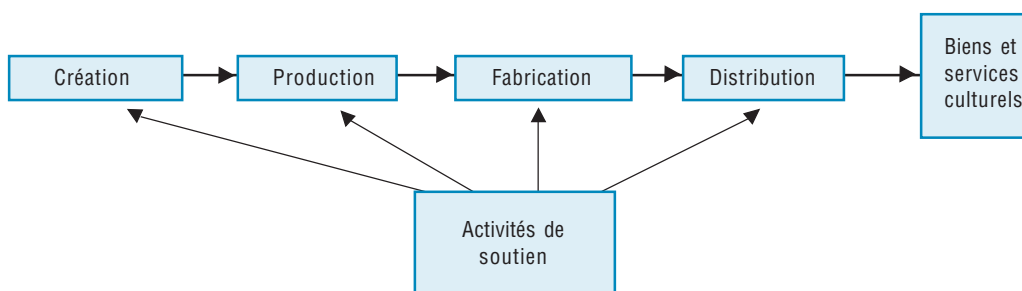 Création
Production
Fabrication
Distribution
Biens et
services
culturels
Activités de
soutien